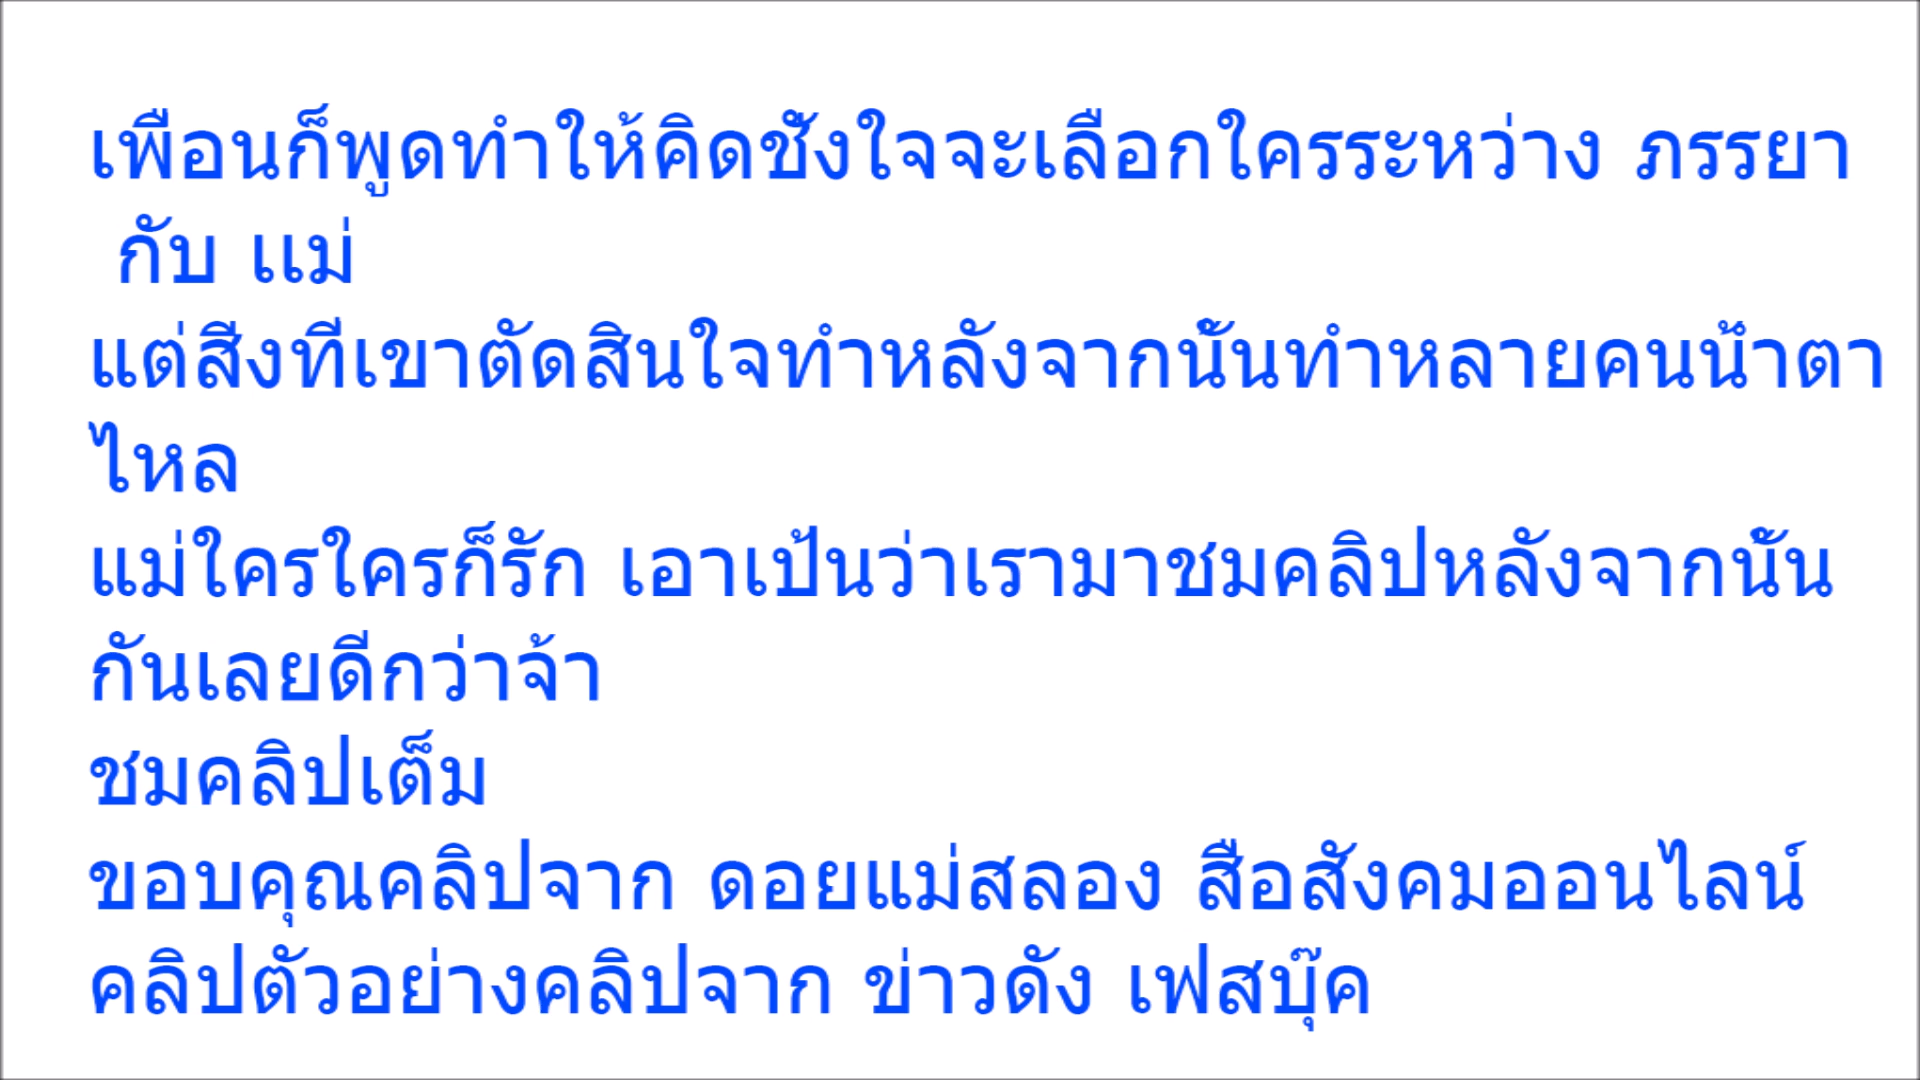 เพื่อนก็พูดทำให้คิดชั่งใจจะเลือกใครระหว่าง ภรรยา
กับ แม่
แต่สิ่งที่เขาตัดสินใจทำหลังจากนั้นทำหลายคนน้ำตา
ไหล
แม่ใครใครก็รัก เอาเป็นว่าเรามาชมคลิปหลังจากนั้น
กันเลยดีกว่าจ้า
ชมคลิปเต็ม
ขอบคุณคลิปจาก ดอยแม่สลอง สื่อสังคมออนไลน์
คลิปตัวอย่างคลิปจาก ข่าวดัง เฟสบุ๊ค